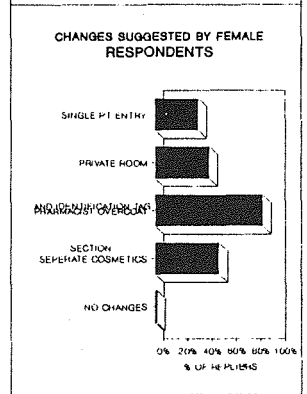 CHANGES SUGGESTED BY FEMALE
RESPONDENTS
SINGLE PT ENTRY
PRIVATE ROOM
AND IDENTIFICATION TAG
PHARMACIST OVERCOAT
SECTION
SEPERATE COSMETICS
NO CHANGES
0% 20% 40% 60% 80% 100%
% OF REPLIERS